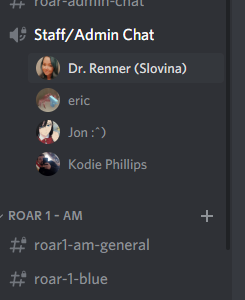 roar-admin-chat
Staff/Admin Chat
Dr. Renner (Slovina)
eric
Jon :^)
Kodie Phillips
ROAR 1 - AM
roar1-am-general
roar-1-blue